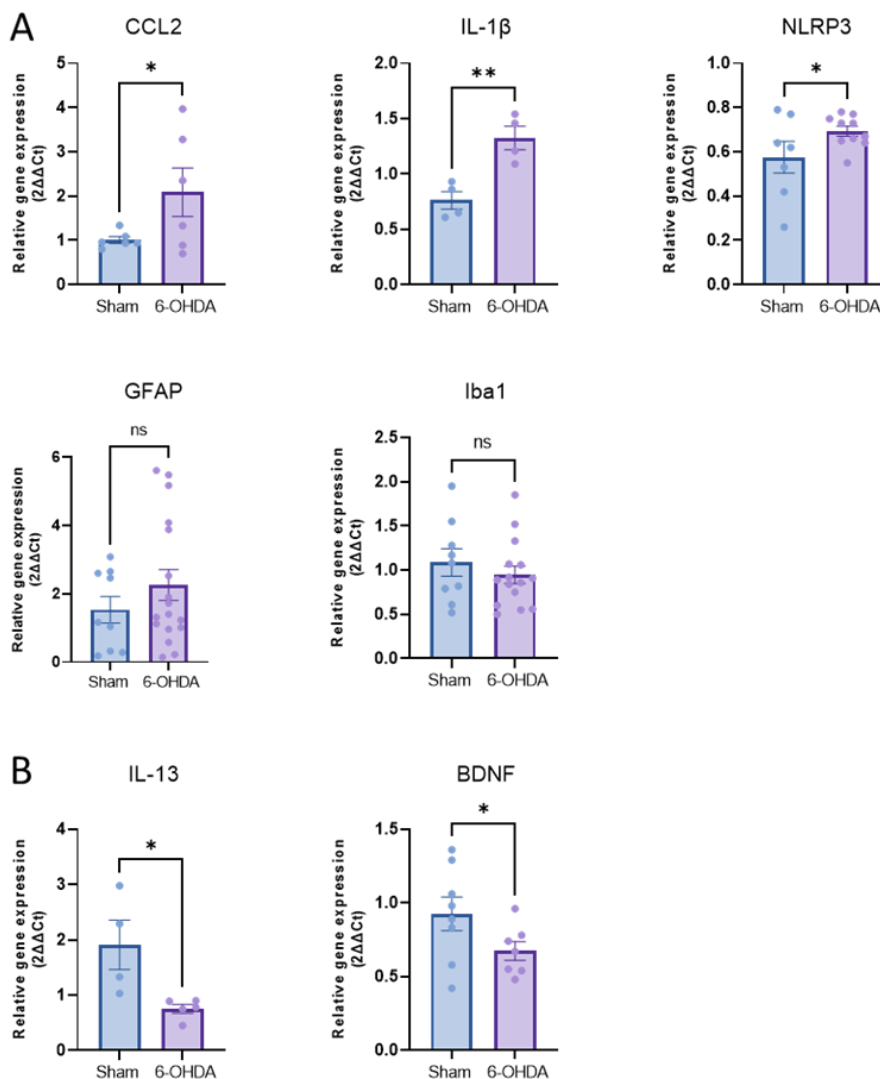 A
CCL2
Relative gene expression
(2ΔΔCt)
5
4
3
2
1
0
*
Sham
6-OHDA
IL-1β
Relative gene expression
(2ΔΔCt)
2.0
1.5
1.0
0.5
0.0
**
Sham
6-OHDA
NLRP3
Relative gene expression
(2ΔΔCt)
1.0
0.8
0.6
0.4
0.2
0.0
*
Sham
6-OHDA
GFAP
Relative gene expression
(2ΔΔCt)
6
4
2
0
ns
Sham
6-OHDA
Iba1
Relative gene expression
(2ΔΔCt)
2.5
2.0
1.5
1.0
0.5
0.0
ns
Sham
6-OHDA
B
IL-13
Relative gene expression
(2ΔΔCt)
4
3
2
1
0
*
Sham
6-OHDA
BDNF
Relative gene expression
(2ΔΔCt)
1.5
1.0
0.5
0.0
*
Sham
6-OHDA